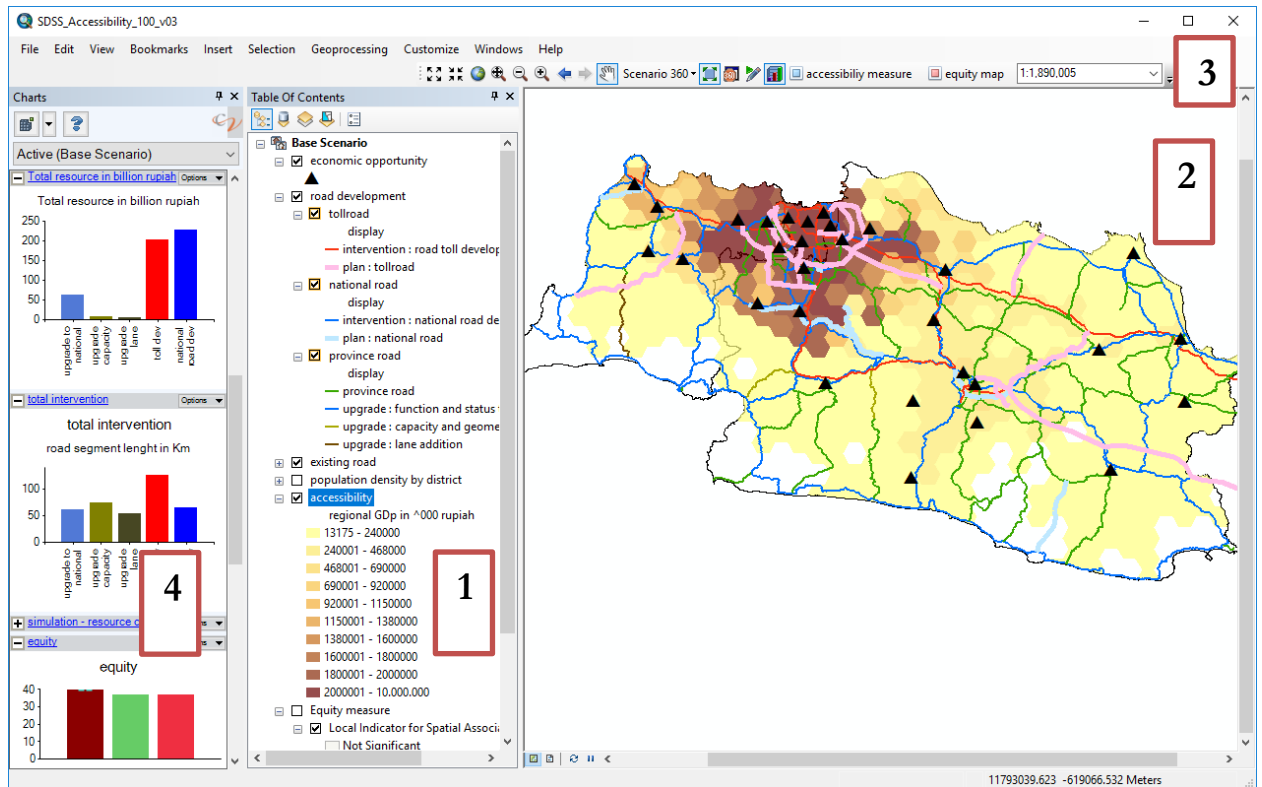 SDSS_Accessibility_100_v03
File Edit View Bookmarks Insert Selection Geoprocessing Customize Windows Help
Scenario 360 accessibiliy measure equity map 1:1,890,005
3
Charts
Active (Base Scenario)
Total resource in billion rupiah Options
Total resource in billion rupiah
250
200
150
100
50
0
upgrade to national
upgrade capacity
upgrade lane
toll dev
national road dev
total intervention Options
total intervention
road segment lenght in Km
100
50
0
upgrade to national
upgrade capacity
upgrade lane
4
simulation - resource
equity
equity
40
30
20
10
0
Table Of Contents
Base Scenario
economic opportunity
road development
tollroad
display
intervention : road toll develop
plan : tollroad
national road
display
intervention : national road de
plan : national road
province road
display
province road
upgrade : function and status
upgrade : capacity and geome
upgrade : lane addition
existing road
population density by district
accessibility
regional GDp in ^000 rupiah
13175 - 240000
240001 - 468000
468001 - 690000
690001 - 920000
920001 - 1150000
1150001 - 1380000
1380001 - 1600000
1600001 - 1800000
1800001 - 2000000
2000001 - 10.000.000
1
Equity measure
Local Indicator for Spatial Associa
Not Significant
2
11793039.623 -619066.532 Meters